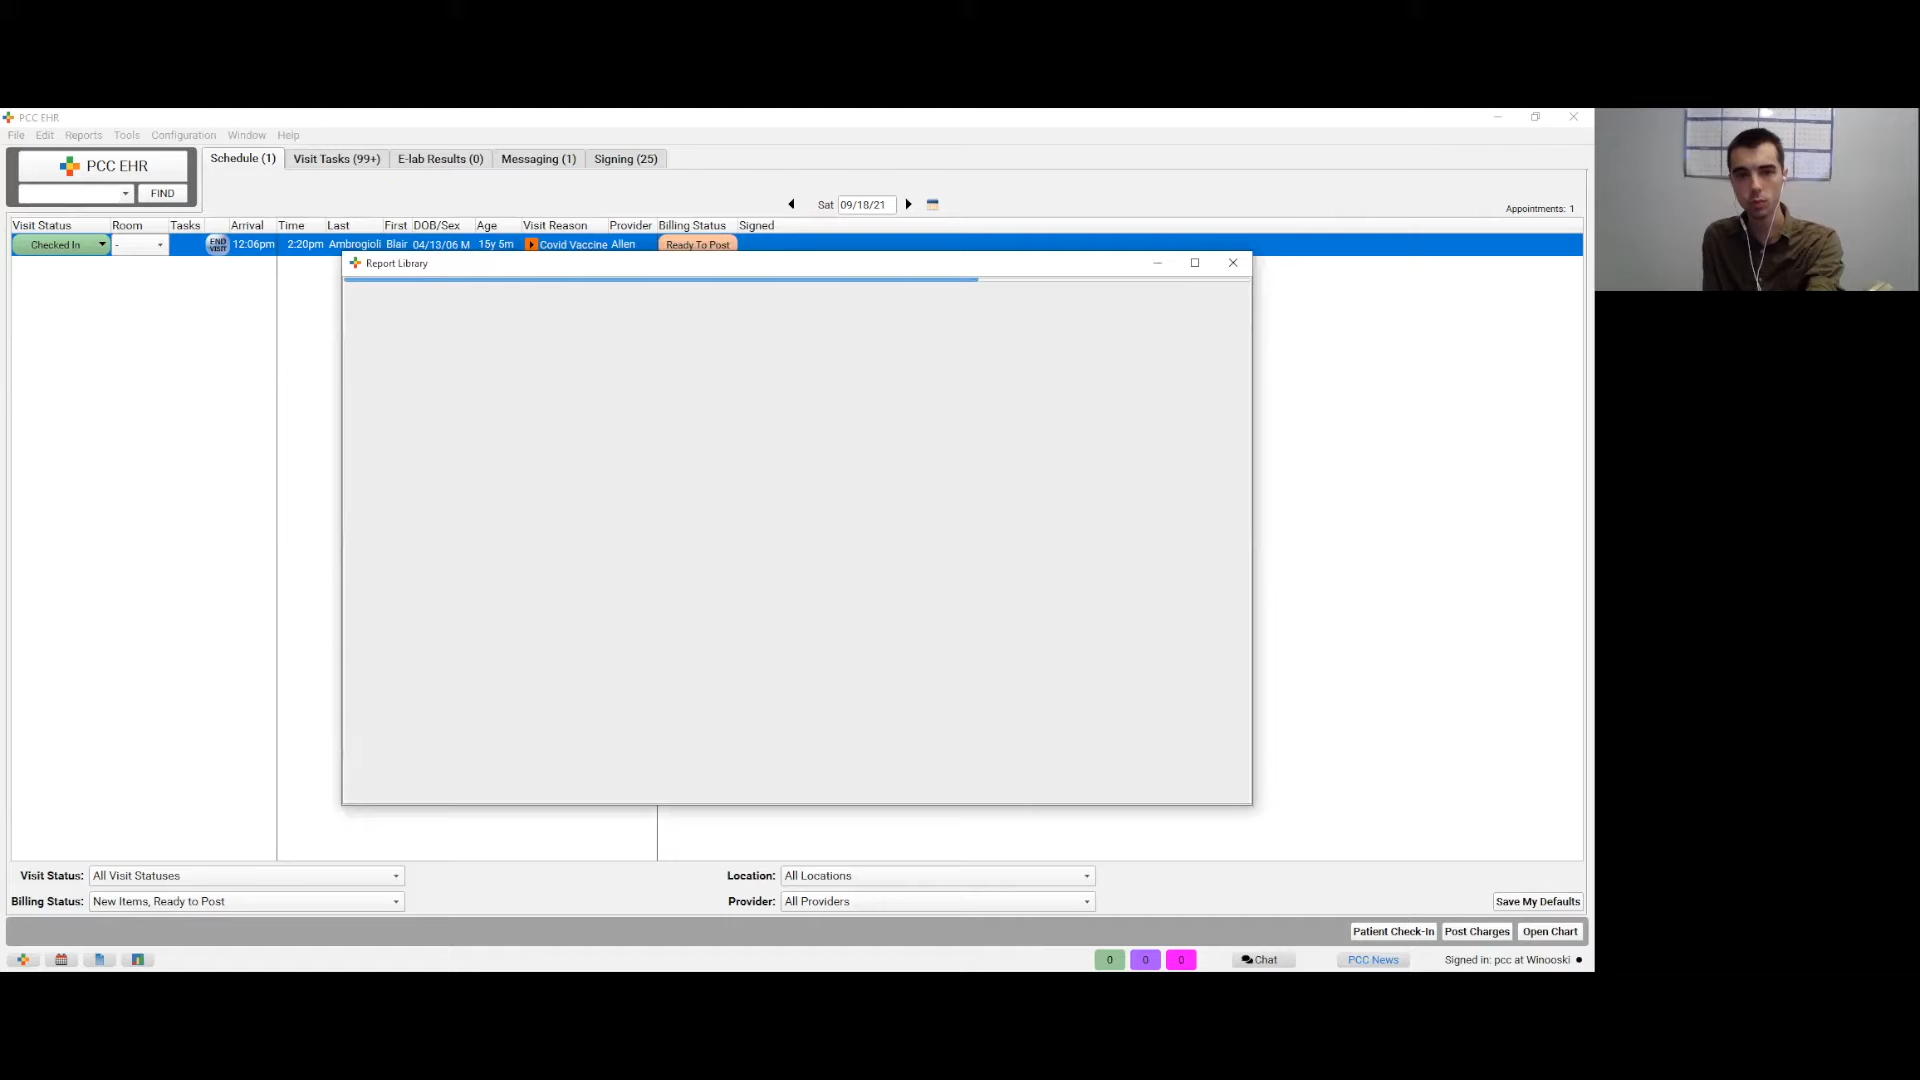 PCC EHR
File Edit Reports Tools Configuration Window Help
PCC EHR
FIND
Schedule (1) Visit Tasks (99+) E-lab Results (0) Messaging (1) Signing (25)
Sat 09/18/21
Appointments: 1
Visit Status Room Tasks Arrival Time Last First DOB/Sex Age Visit Reason Provider Billing Status Signed
Checked In - END VISIT 12:06pm 2:20pm Ambrogioli Blair 04/13/06 M 15y 5m Covid Vaccine Allen Ready To Post
Report Library
Visit Status: All Visit Statuses Location: All Locations
Billing Status: New Items, Ready to Post Provider: All Providers Save My Defaults
Patient Check-In Post Charges Open Chart
0 0 0 Chat PCC News Signed in: pcc at Winooski